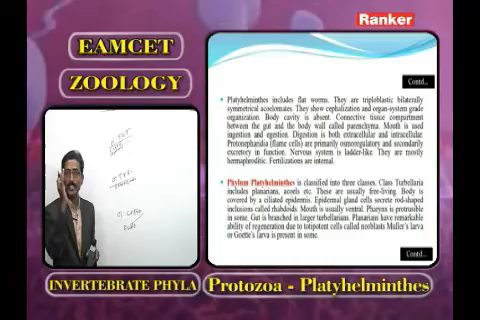 Ranker
EAMCET
ZOOLOGY
Contd...
Platyhelminthes includes flat worms. They are triploblastic bilaterally
symmetrical acoelomates. They show cephalization and organ-system grade
organization. Body cavity is absent. Connective tissue compartment
between the gut and the body wall called parenchyma. Mouth is used
ingestion and egestion. Digestion is both extracellular and intracellular.
Protonephridia (flame cells) are primarily osmoregulatory and secondarily
excretory in function. Nervous system is ladder-like. They are mostly
hermaphroditic. Fertilizations are internal.
Phylum Platyhelminthes is classified into three classes. Class Turbellaria
includes planarians, acoels etc. These are usually free-living. Body is
covered by a ciliated epidermis. Epidermal gland cells secrete rod-shaped
inclusions called rhabdoids. Mouth is usually ventral. Pharynx is protrusible
in some. Gut is branched in larger turbellarians. Planarians have remarkable
ability of regeneration due to totipotent cells called neoblasts Muller's larva
or Goette's larva is present in some.
Contd...
INVERTEBRATE PHYLA
Protozoa - Platyhelminthes